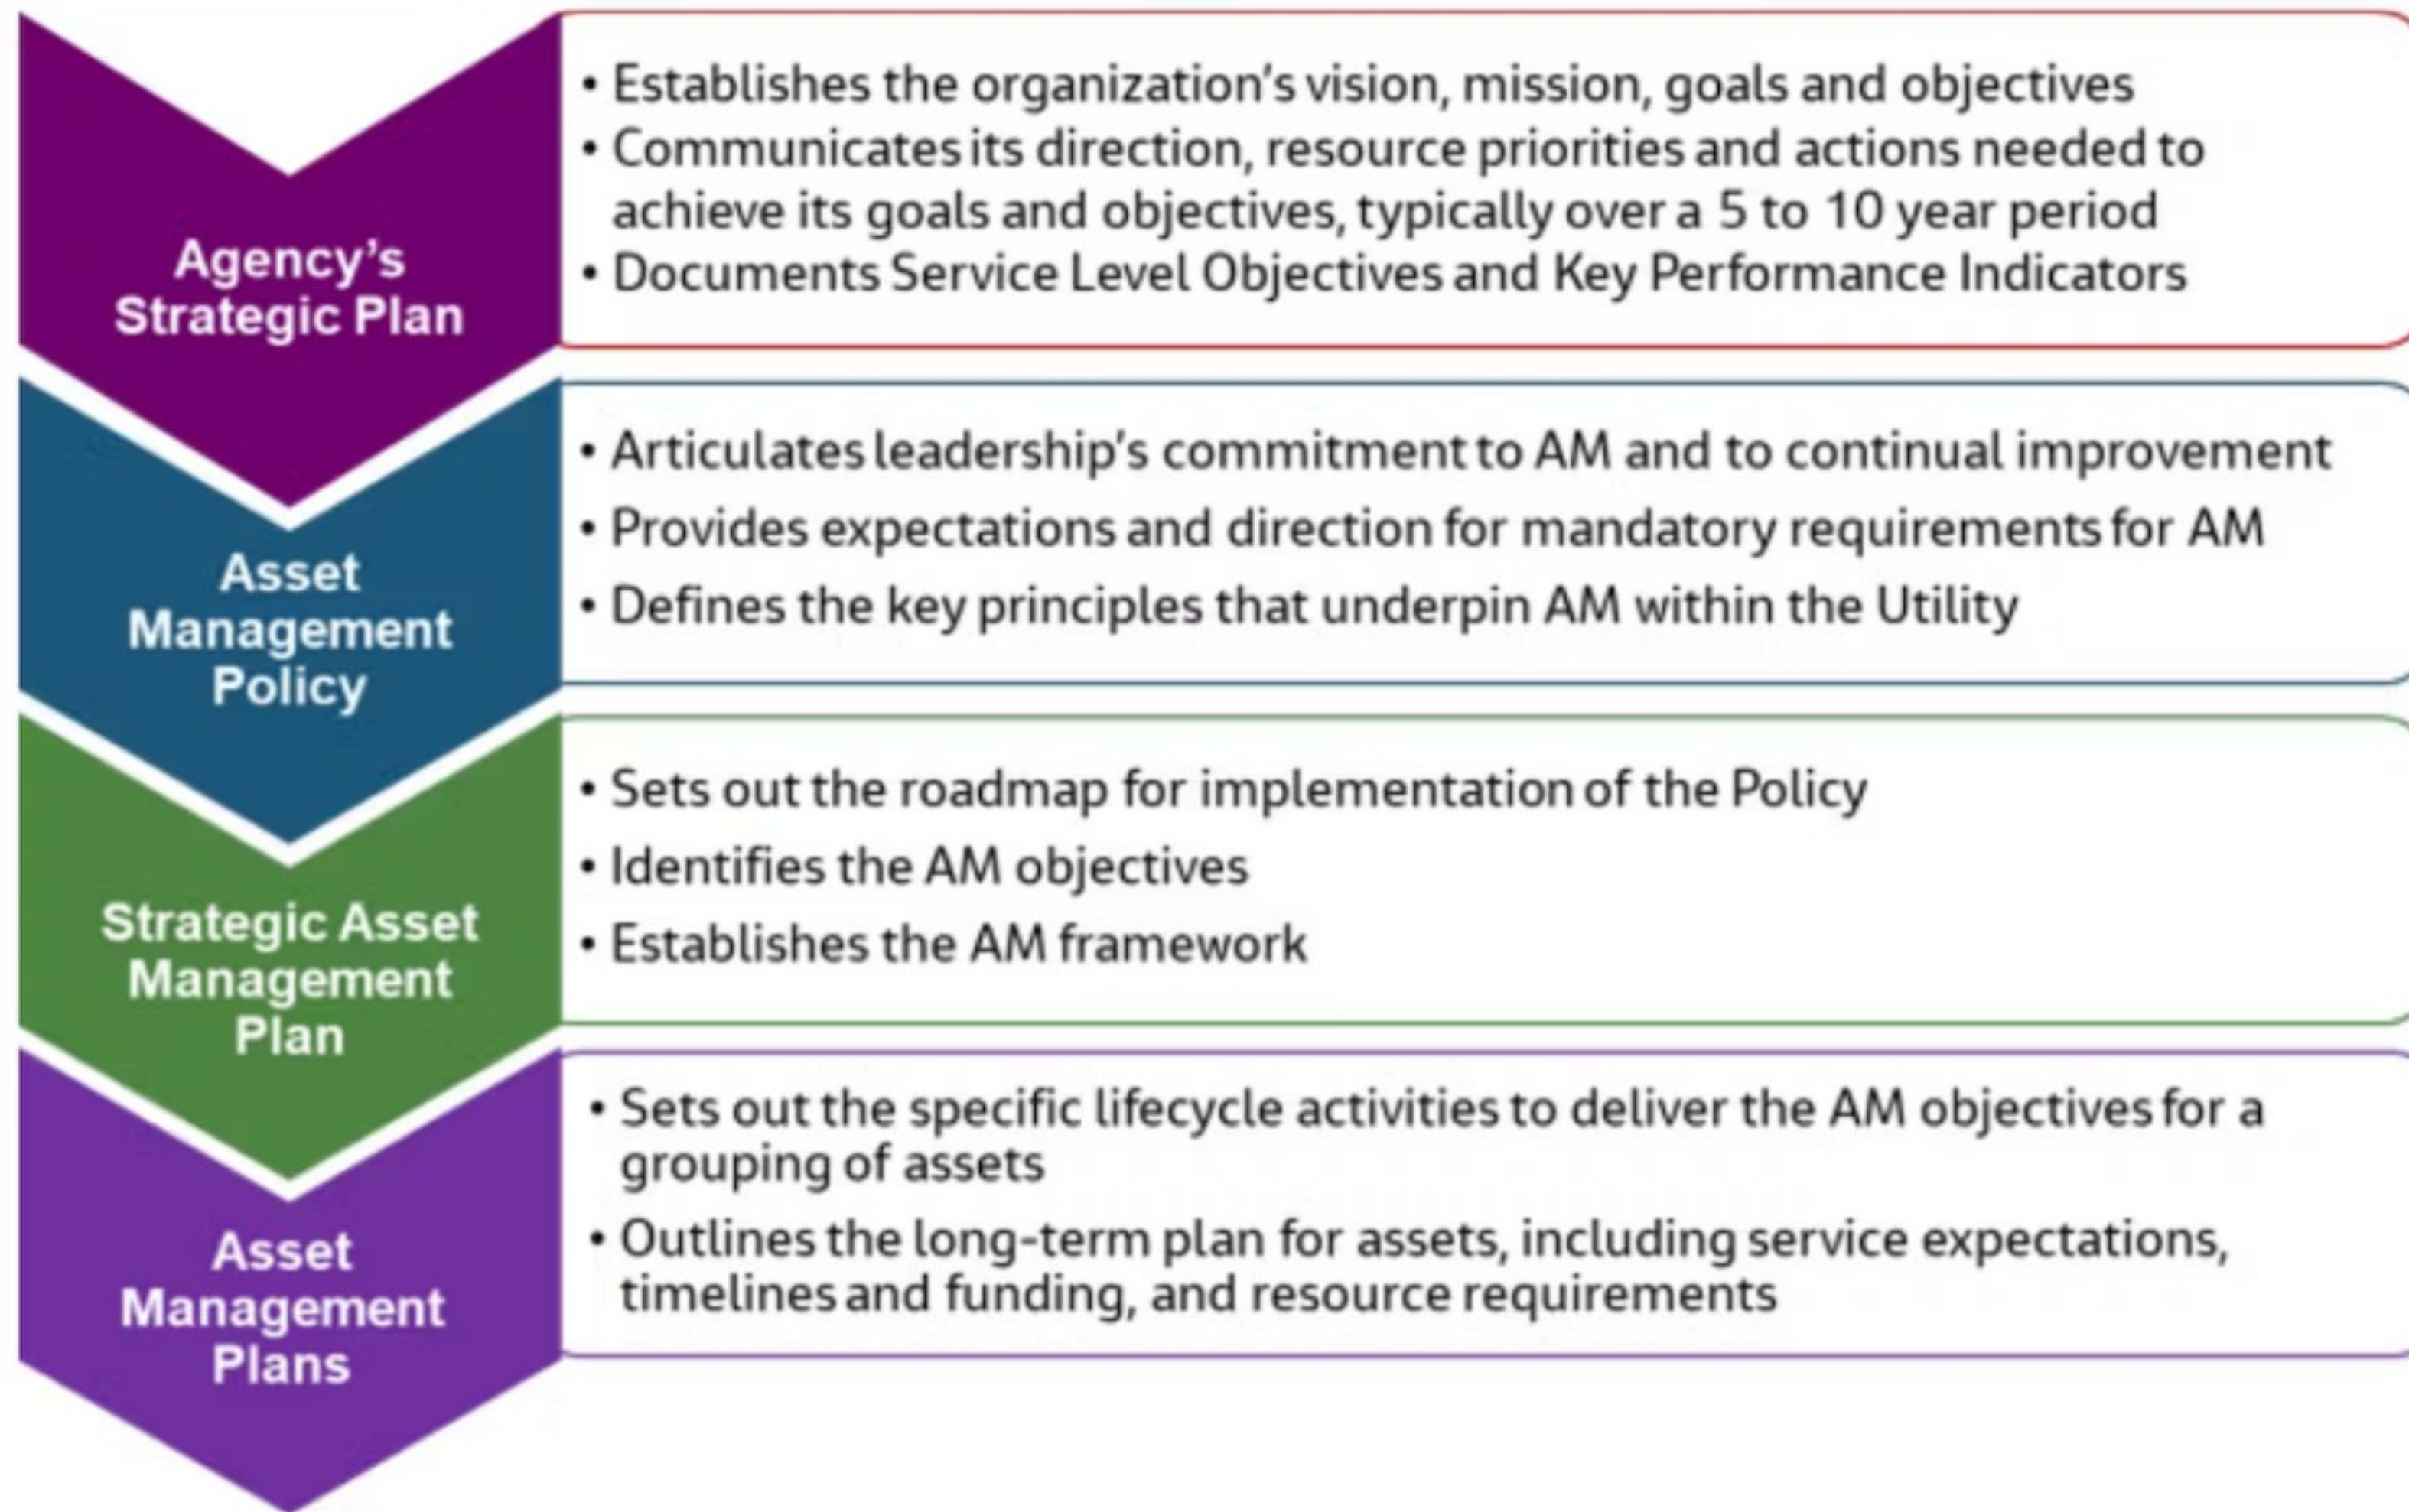 Agency’s
Strategic Plan
• Establishes the organization’s vision, mission, goals and objectives
• Communicates its direction, resource priorities and actions needed to
achieve its goals and objectives, typically over a 5 to 10 year period
• Documents Service Level Objectives and Key Performance Indicators
Asset
Management
Policy
• Articulates leadership’s commitment to AM and to continual improvement
• Provides expectations and direction for mandatory requirements for AM
• Defines the key principles that underpin AM within the Utility
Strategic Asset
Management
Plan
• Sets out the roadmap for implementation of the Policy
• Identifies the AM objectives
• Establishes the AM framework
Asset
Management
Plans
• Sets out the specific lifecycle activities to deliver the AM objectives for a
grouping of assets
• Outlines the long-term plan for assets, including service expectations,
timelines and funding, and resource requirements